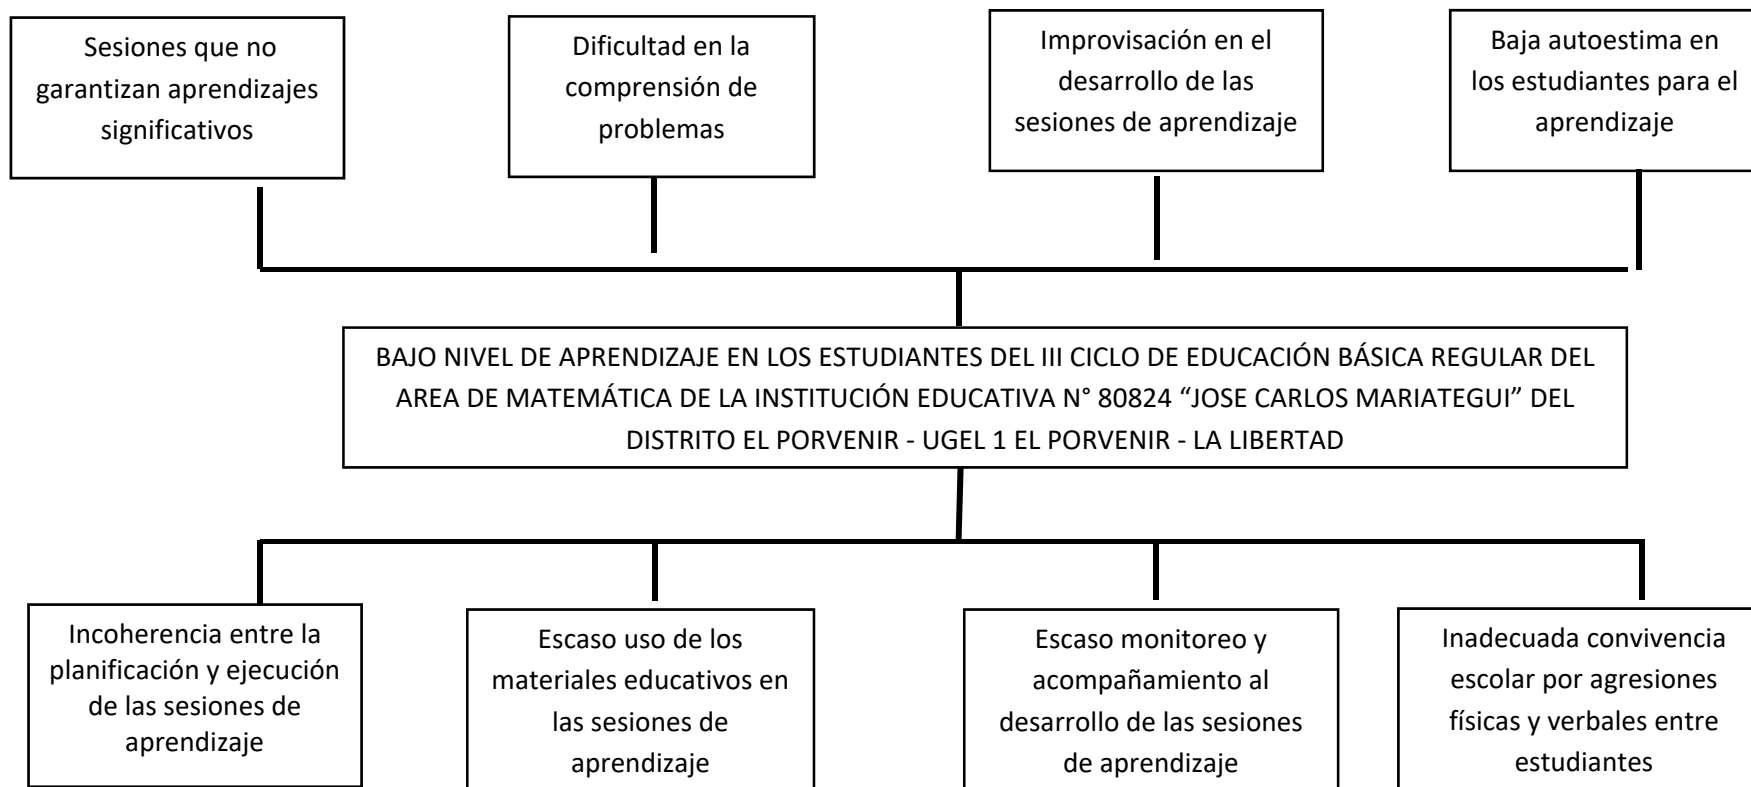 Sesiones que no
garantizan aprendizajes
significativos
Dificultad en la
comprensión de
problemas
Improvisación en el
desarrollo de las
sesiones de aprendizaje
Baja autoestima en
los estudiantes para el
aprendizaje
BAJO NIVEL DE APRENDIZAJE EN LOS ESTUDIANTES DEL III CICLO DE EDUCACIÓN BÁSICA REGULAR DEL
AREA DE MATEMÁTICA DE LA INSTITUCIÓN EDUCATIVA N° 80824 “JOSE CARLOS MARIATEGUI” DEL
DISTRITO EL PORVENIR - UGEL 1 EL PORVENIR - LA LIBERTAD
Incoherencia entre la
planificación y ejecución
de las sesiones de
aprendizaje
Escaso uso de los
materiales educativos en
las sesiones de
aprendizaje
Escaso monitoreo y
acompañamiento al
desarrollo de las sesiones
de aprendizaje
Inadecuada convivencia
escolar por agresiones
físicas y verbales entre
estudiantes